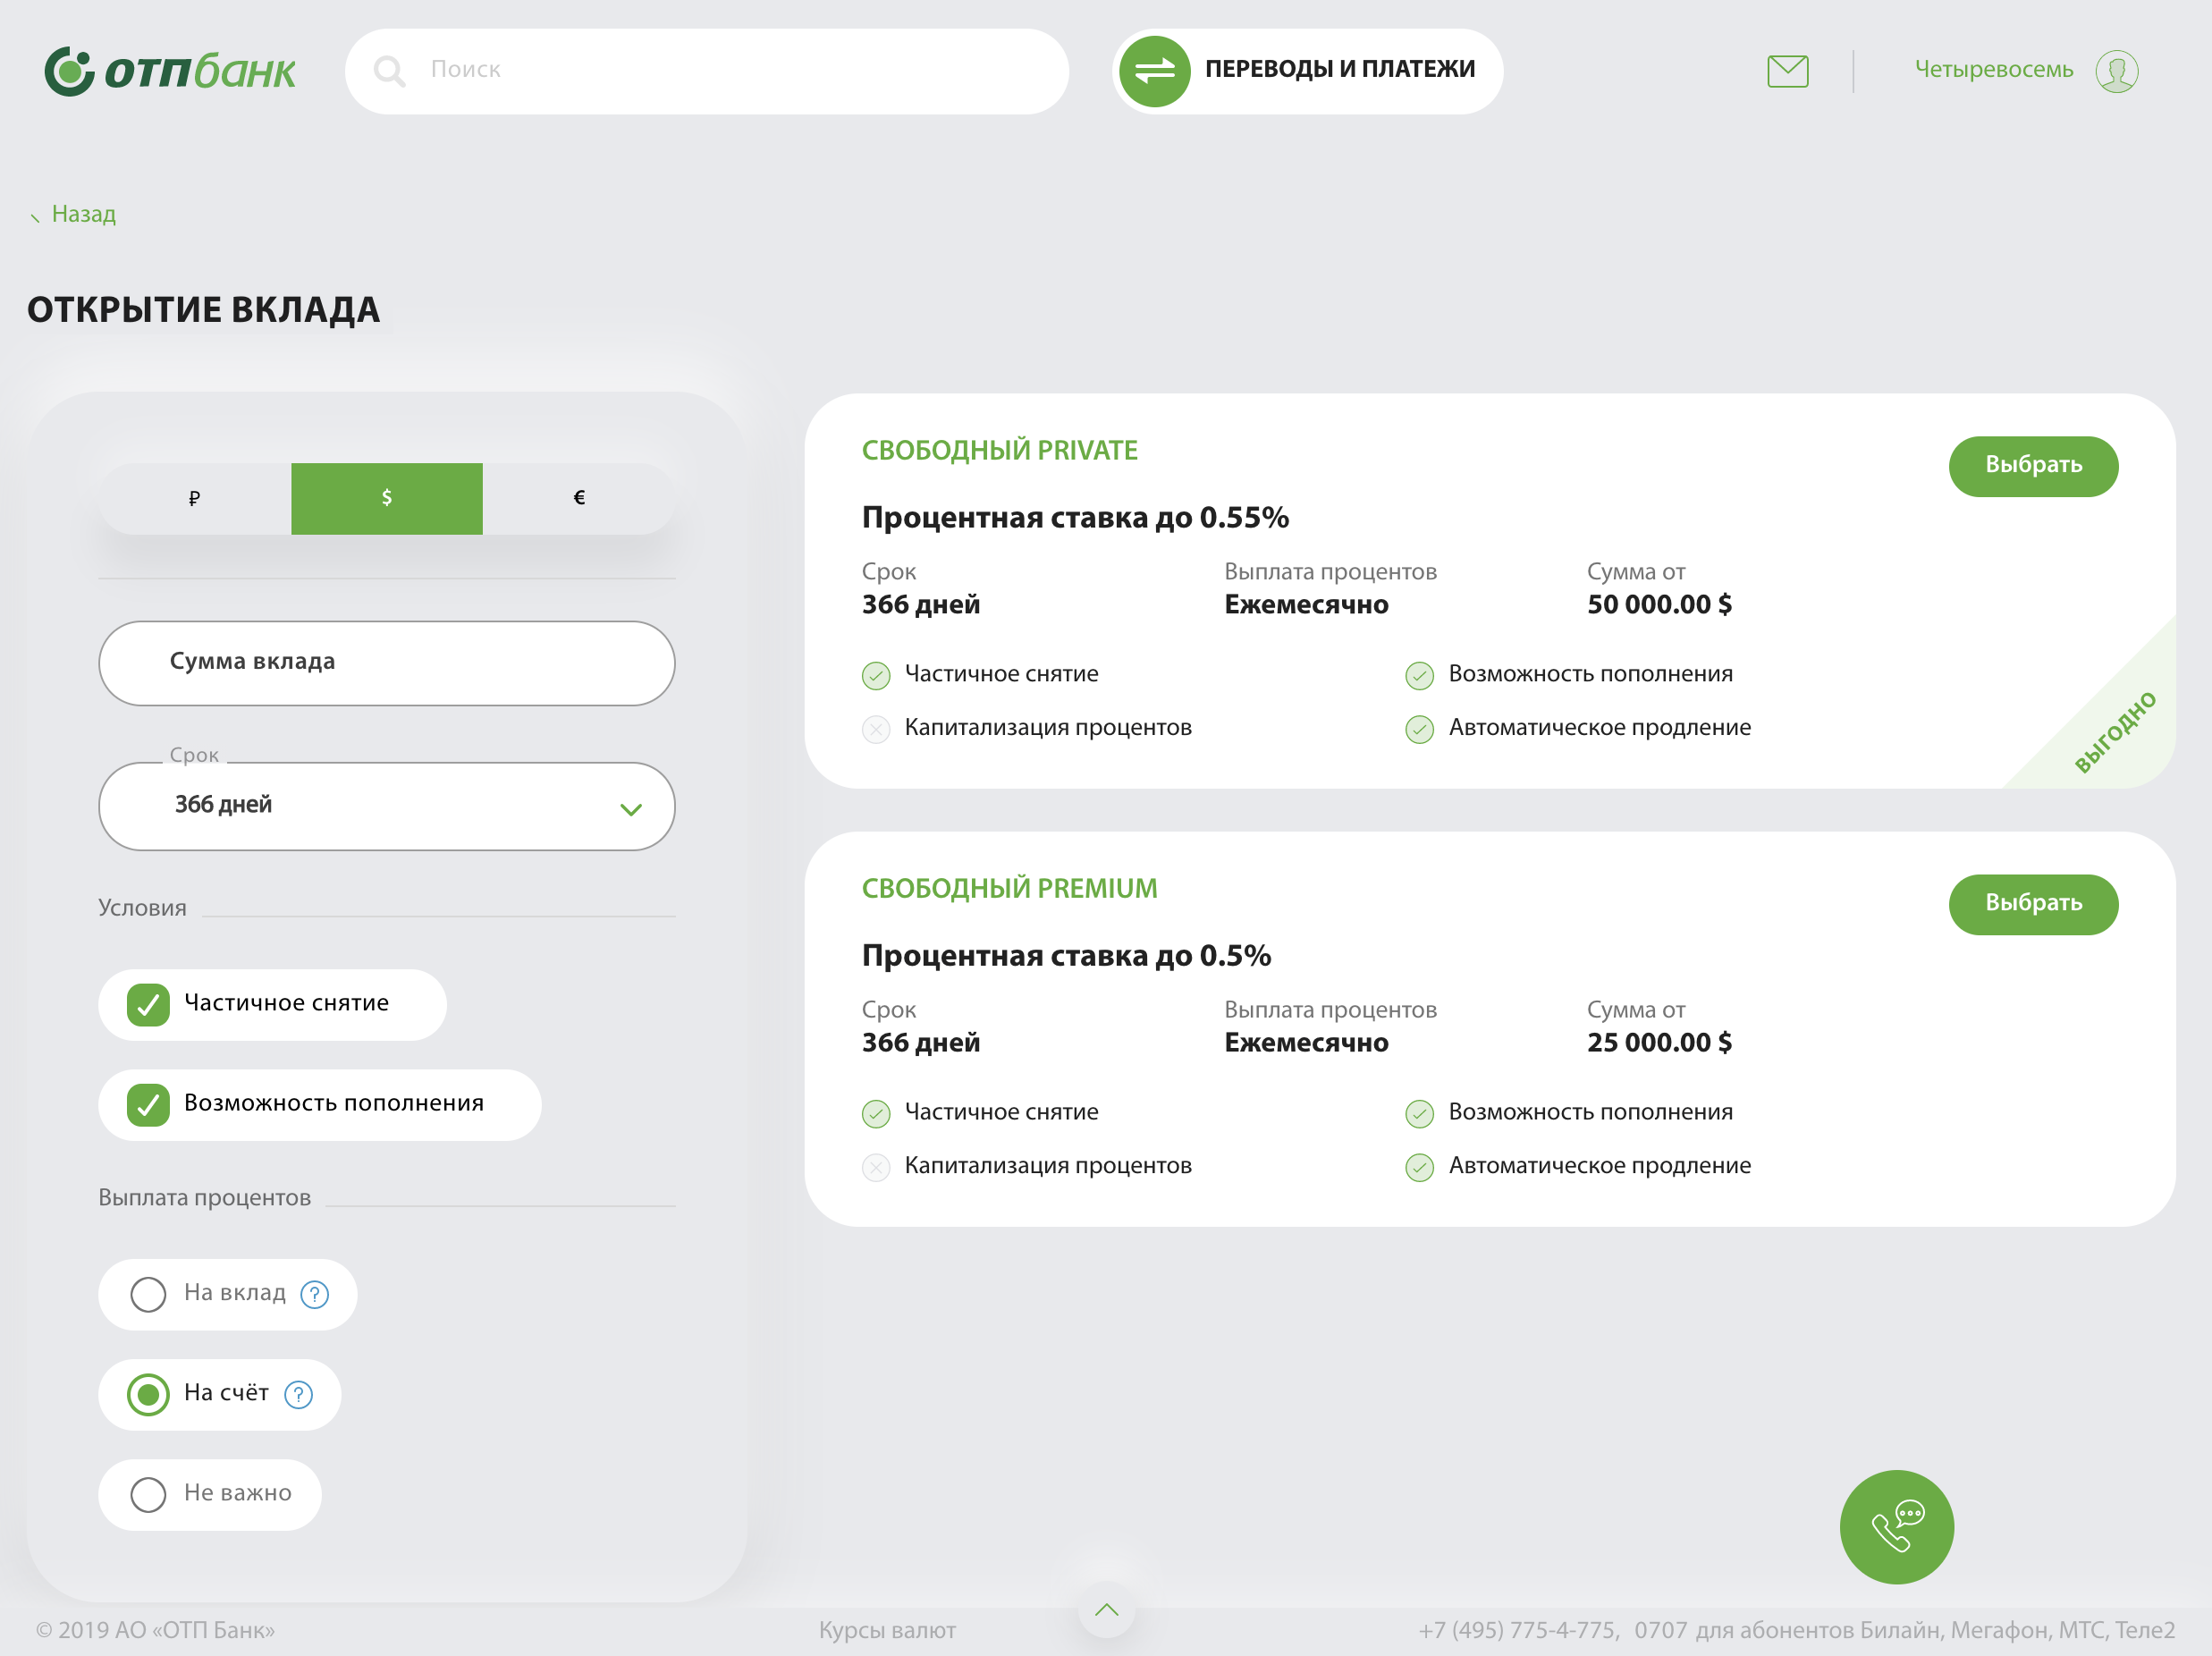 отпбанк
Поиск
ПЕРЕВОДЫ И ПЛАТЕЖИ
Четыревосемь
Назад
ОТКРЫТИЕ ВКЛАДА
₽ $ €
Сумма вклада
Срок
366 дней
Условия
Частичное снятие
Возможность пополнения
Выплата процентов
На вклад ?
На счёт ?
Не важно
СВОБОДНЫЙ PRIVATE
Выбрать
Процентная ставка до 0.55%
Срок Выплата процентов Сумма от
366 дней Ежемесячно 50 000.00 $
Частичное снятие Возможность пополнения
Капитализация процентов Автоматическое продление
ВЫГОДНО
СВОБОДНЫЙ PREMIUM
Выбрать
Процентная ставка до 0.5%
Срок Выплата процентов Сумма от
366 дней Ежемесячно 25 000.00 $
Частичное снятие Возможность пополнения
Капитализация процентов Автоматическое продление
© 2019 АО «ОТП Банк» Курсы валют +7 (495) 775-4-775, 0707 для абонентов Билайн, Мегафон, МТС, Теле2